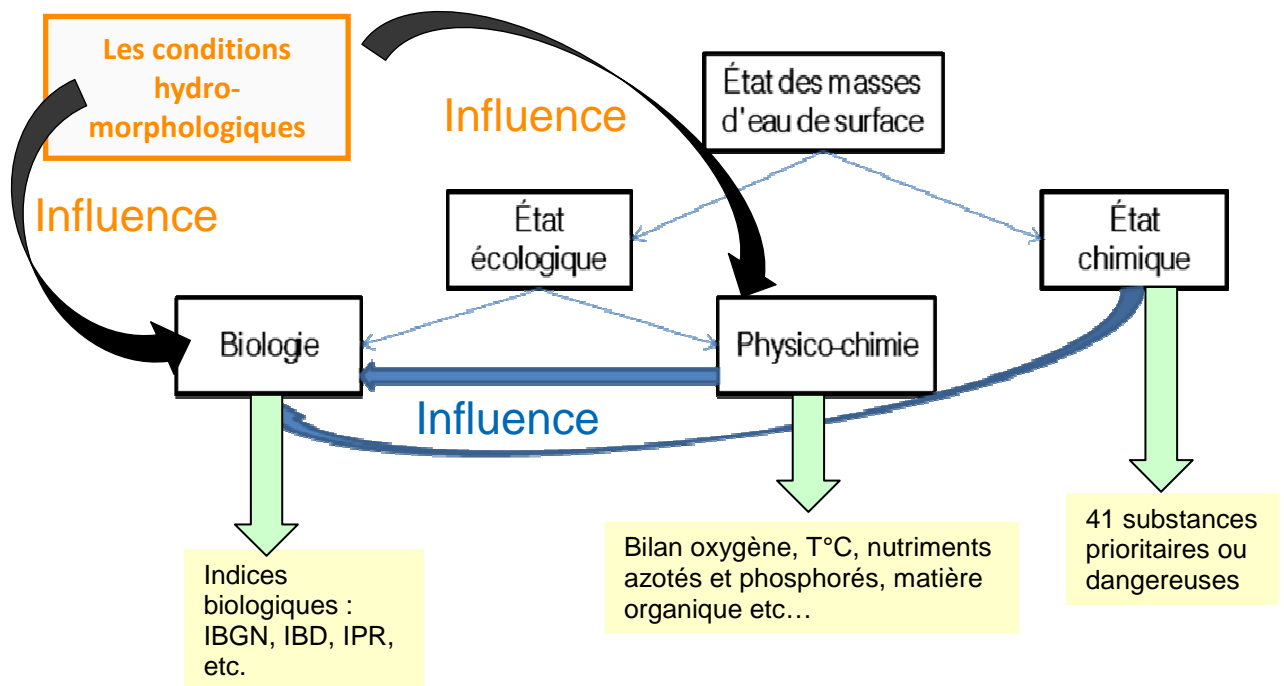 Les conditions
hydro-
morphologiques
Influence
État des masses
d'eau de surface
Influence
État
écologique
État
chimique
Biologie
Physico-chimie
Influence
Indices
biologiques :
IBGN, IBD, IPR,
etc.
Bilan oxygène, T°C, nutriments
azotés et phosphorés, matière
organique etc…
41 substances
prioritaires ou
dangereuses